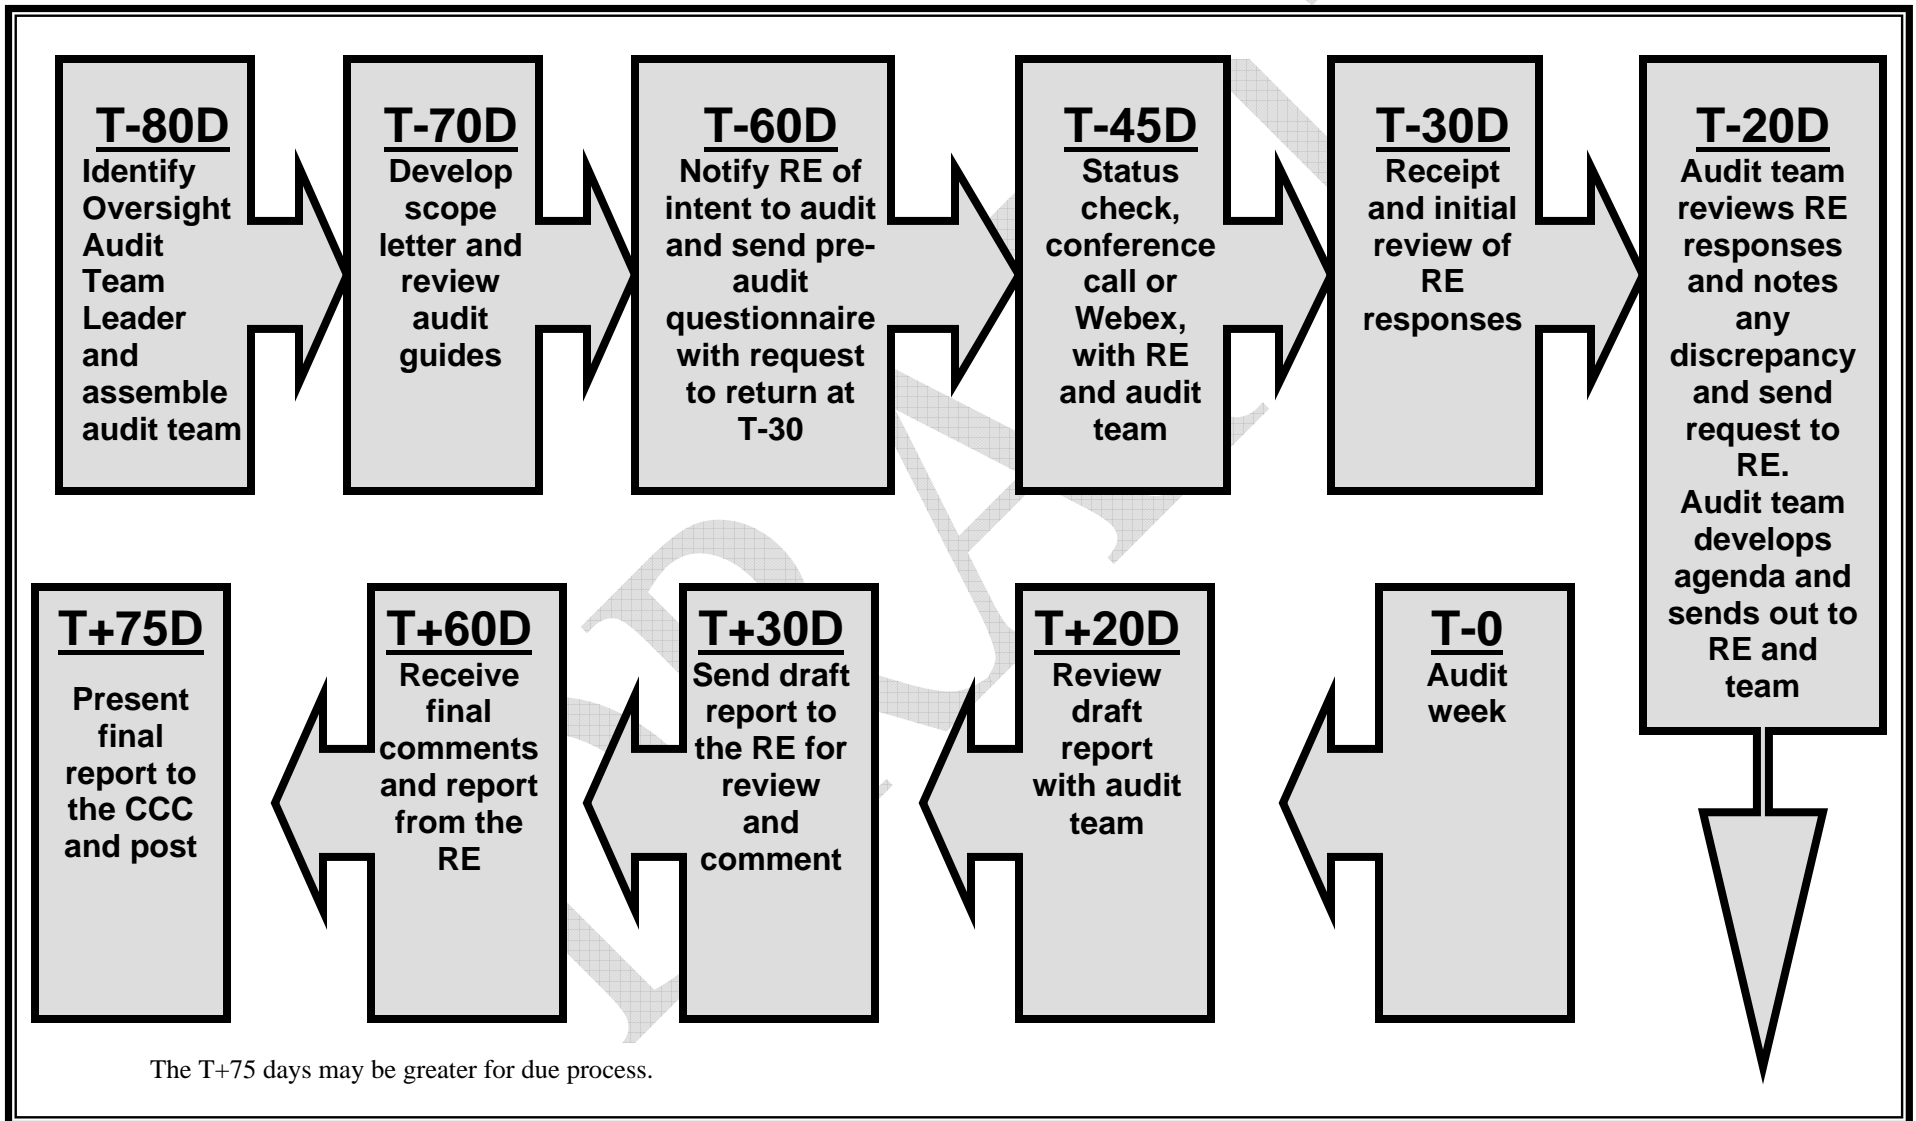 T-80D
Identify
Oversight
Audit
Team
Leader
and
assemble
audit team
T-70D
Develop
scope
letter and
review
audit
guides
T-60D
Notify RE of
intent to audit
and send pre-
audit
questionnaire
with request
to return at
T-30
T-45D
Status
check,
conference
call or
Webex,
with RE
and audit
team
T-30D
Receipt
and initial
review of
RE
responses
T-20D
Audit team
reviews RE
responses
and notes
any
discrepancy
and send
request to
RE.
Audit team
develops
agenda and
sends out to
RE and
team
T-0
Audit
week
T+20D
Review
draft
report
with audit
team
T+30D
Send draft
report to
the RE for
review
and
comment
T+60D
Receive
final
comments
and report
from the
RE
T+75D
Present
final
report to
the CCC
and post
The T+75 days may be greater for due process.
DRAFT